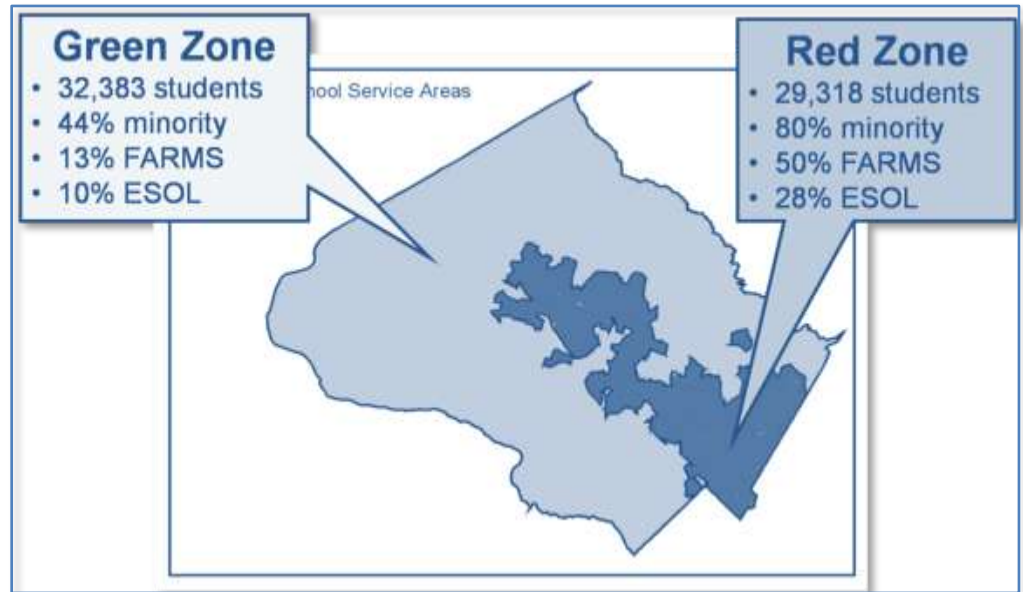 Green Zone
• 32,383 students
• 44% minority
• 13% FARMS
• 10% ESOL
hool Service Areas
Red Zone
• 29,318 students
• 80% minority
• 50% FARMS
• 28% ESOL